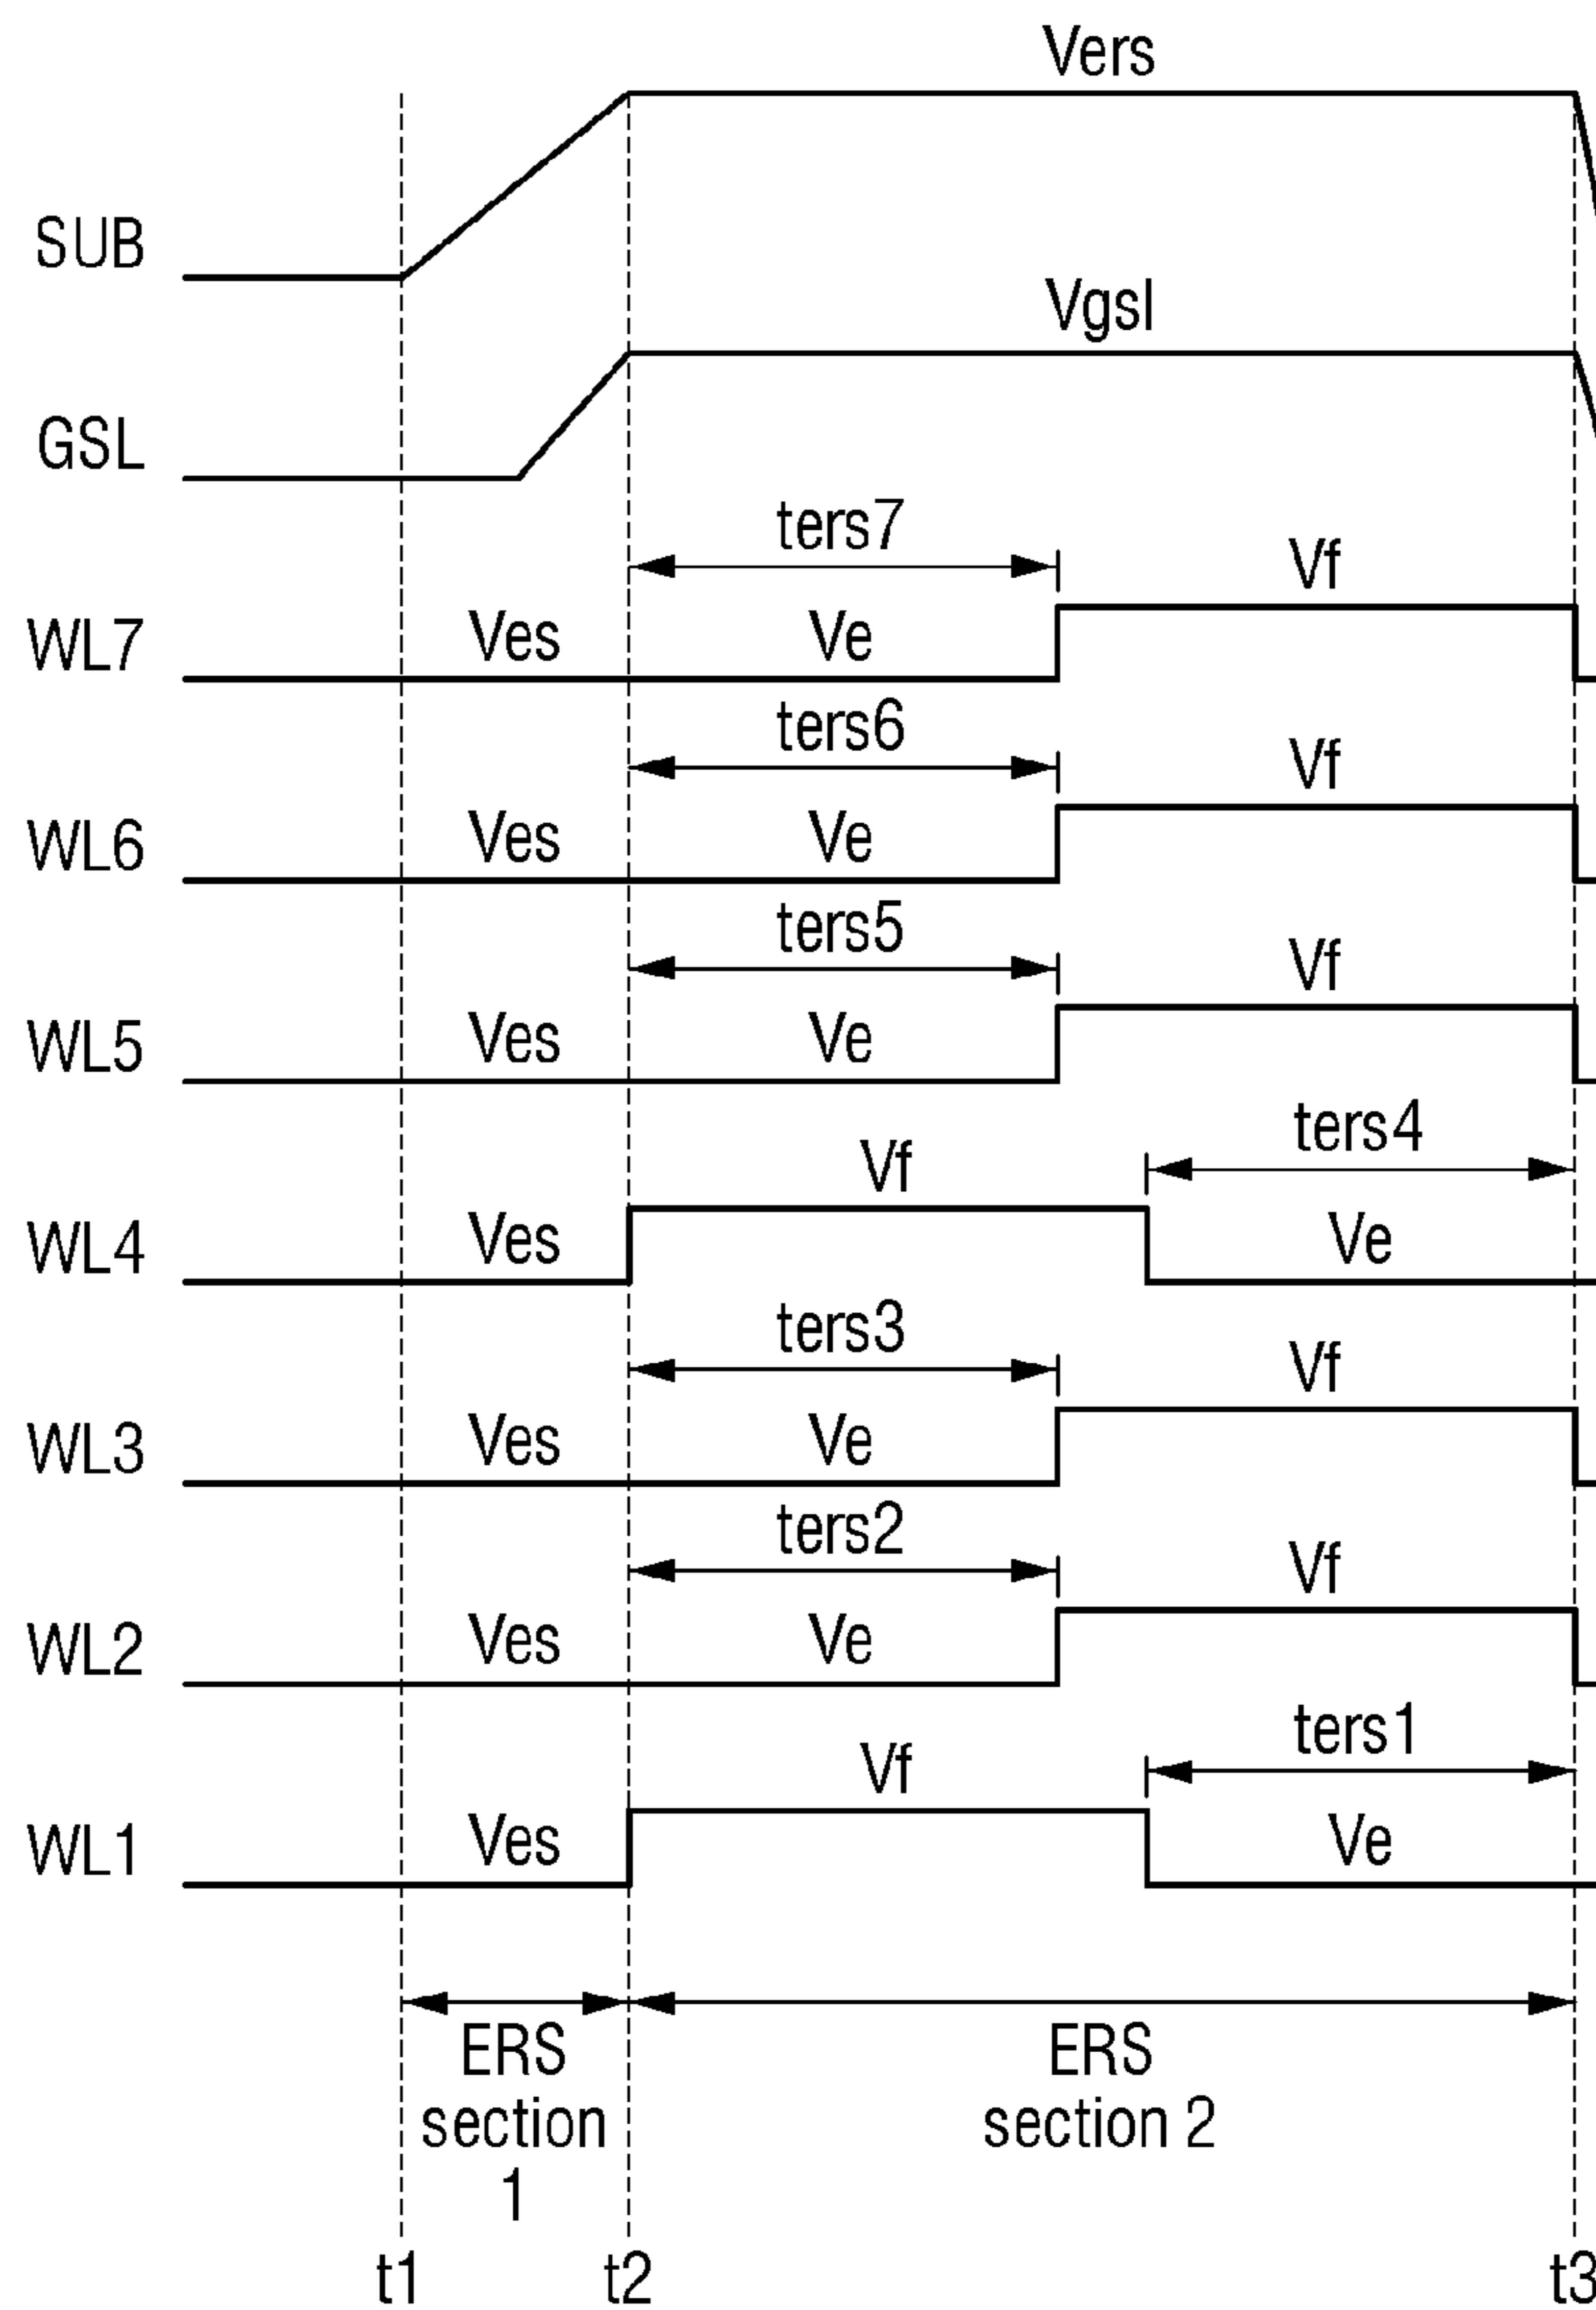 Vers
SUB
Vgsl
GSL
ters7
Vf
WL7 Ves Ve
ters6
Vf
WL6 Ves Ve
ters5
Vf
WL5 Ves Ve
ters4
Vf
WL4 Ves Ve
ters3
Vf
WL3 Ves Ve
ters2
Vf
WL2 Ves Ve
ters1
Vf
WL1 Ves Ve
ERS
section
1
ERS
section 2
t1 t2 t3